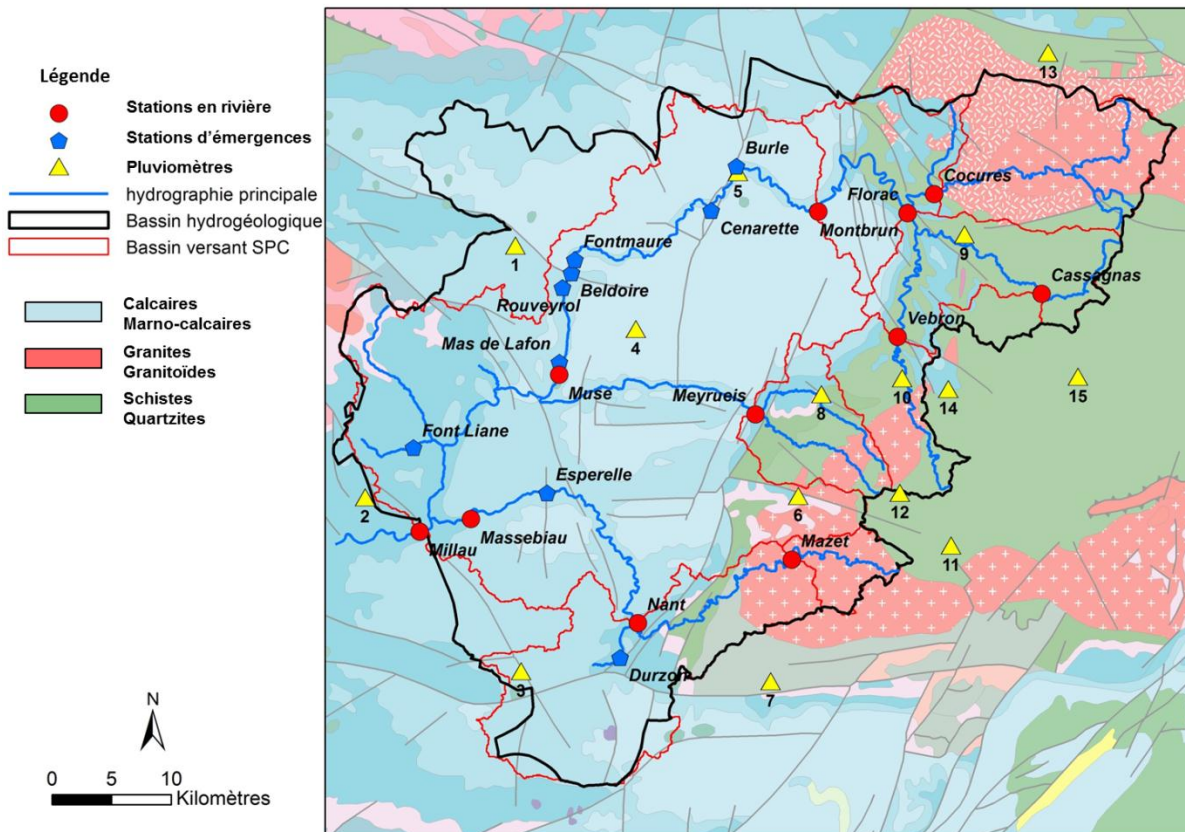 Légende
Stations en rivière
Stations d'émergences
Pluviomètres
hydrographie principale
Bassin hydrogéologique
Bassin versant SPC
Calcaires
Marno-calcaires
Granites
Granitoïdes
Schistes
Quartzites
N
0 5 10
Kilomètres
13
Burle
5
Cocurès
Florac
Cenarette
Montbrun
Fontmaure
1
9
Beldoire
Cassagnas
Rouveyrol
Vebron
4
Mas de Lafon
Muse
Meyrueis
8
10
14
15
Font Liane
Esperelle
2
6
12
Massebiau
Millau
Mazet
11
Nant
Durzon
3
7